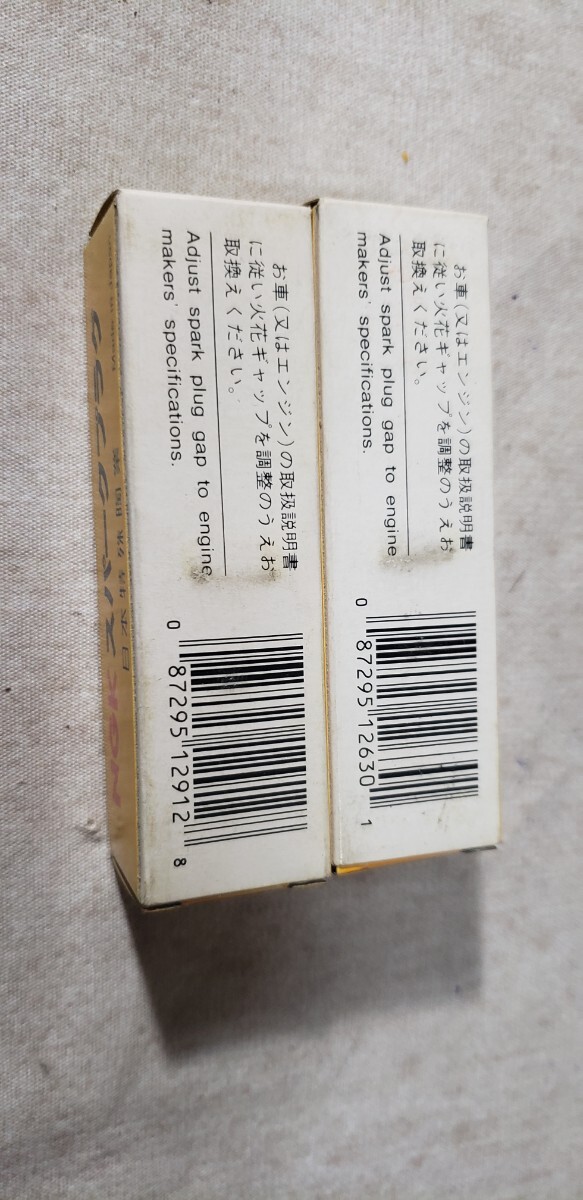 お車(又はエンジン)の取扱説明書
に従い火花ギャップを調整のうえお
取換えください。
Adjust spark plug gap to engine
makers' specifications.
0 87295 12630 1
お車(又はエンジン)の取扱説明書
に従い火花ギャップを調整のうえお
取換えください。
Adjust spark plug gap to engine
makers' specifications.
0 87295 12912 8
NGK